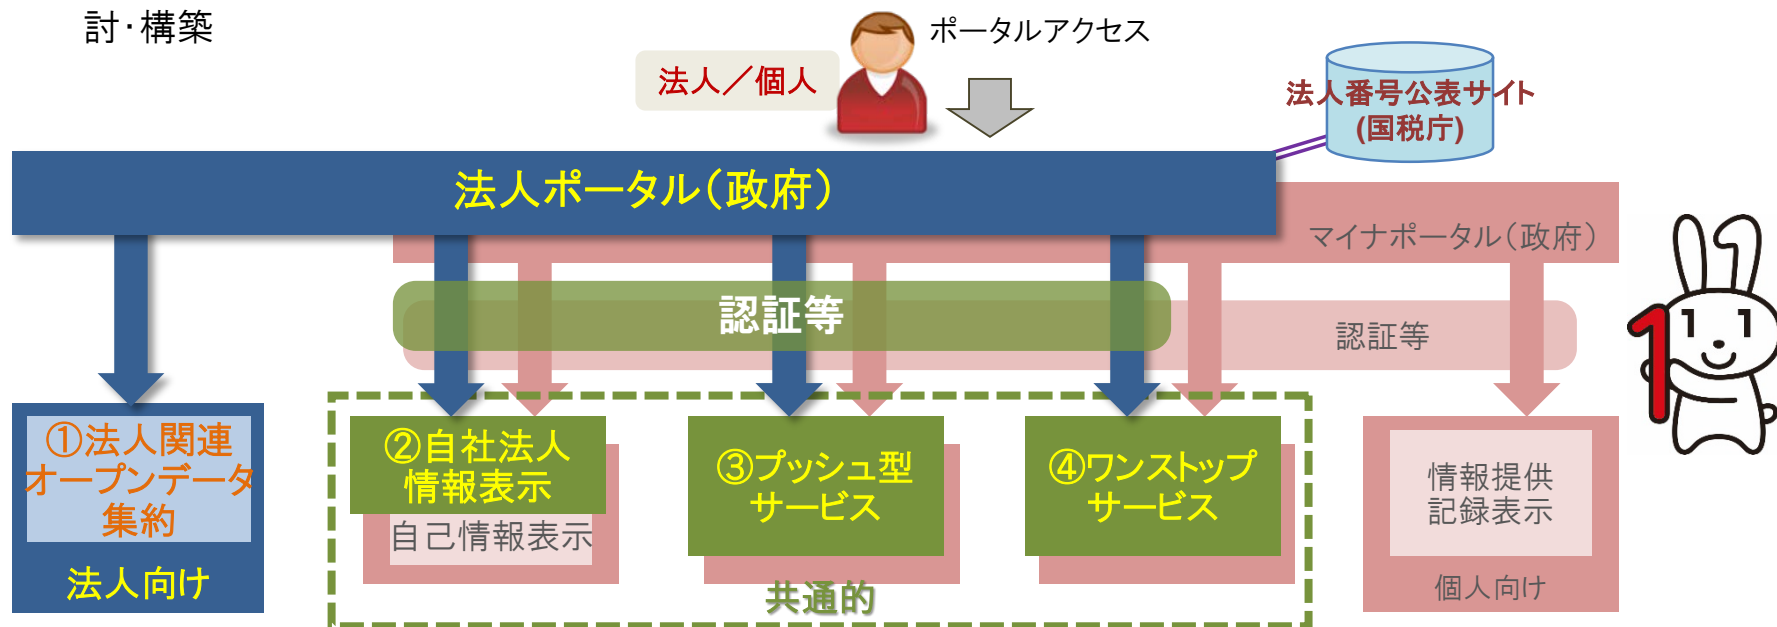 討・構築
ポータルアクセス
法人／個人
法人番号公表サイト
(国税庁)
法人ポータル（政府）
マイナポータル（政府）
認証等
認証等
①法人関連
オープンデータ
集約
法人向け
②自社法人
情報表示
自己情報表示
③プッシュ型
サービス
④ワンストップ
サービス
共通的
情報提供
記録表示
個人向け
1